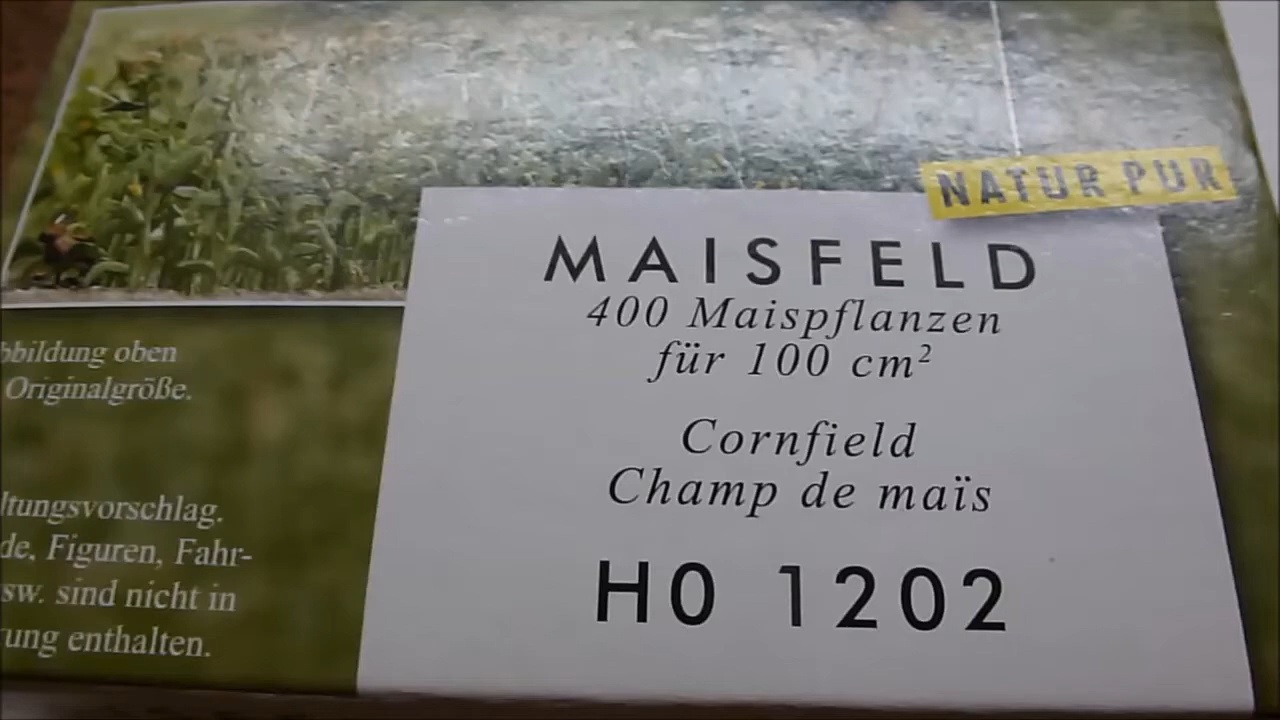 NATUR PUR
MAISFELD
400 Maispflanzen
für 100 cm²
Cornfield
Champ de maïs
H0 1202
bbildung oben
Originalgröße.
ltungsvorschlag.
de, Figuren, Fahr-
sw. sind nicht in
ung enthalten.